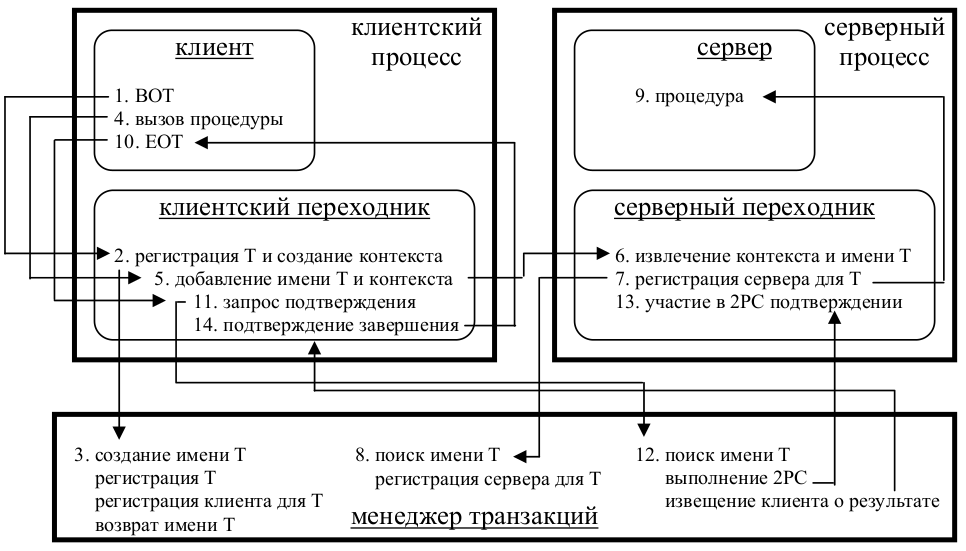 клиентский
процесс
клиент
1. BOT
4. вызов процедуры
10. EOT
клиентский переходник
2. регистрация T и создание контекста
5. добавление имени T и контекста
11. запрос подтверждения
14. подтверждение завершения
серверный
процесс
сервер
9. процедура
серверный переходник
6. извлечение контекста и имени T
7. регистрация сервера для T
13. участие в 2PC подтверждении
3. создание имени T
регистрация T
регистрация клиента для T
возврат имени T
8. поиск имени T
регистрация сервера для T
12. поиск имени T
выполнение 2PC
извещение клиента о результате
менеджер транзакций